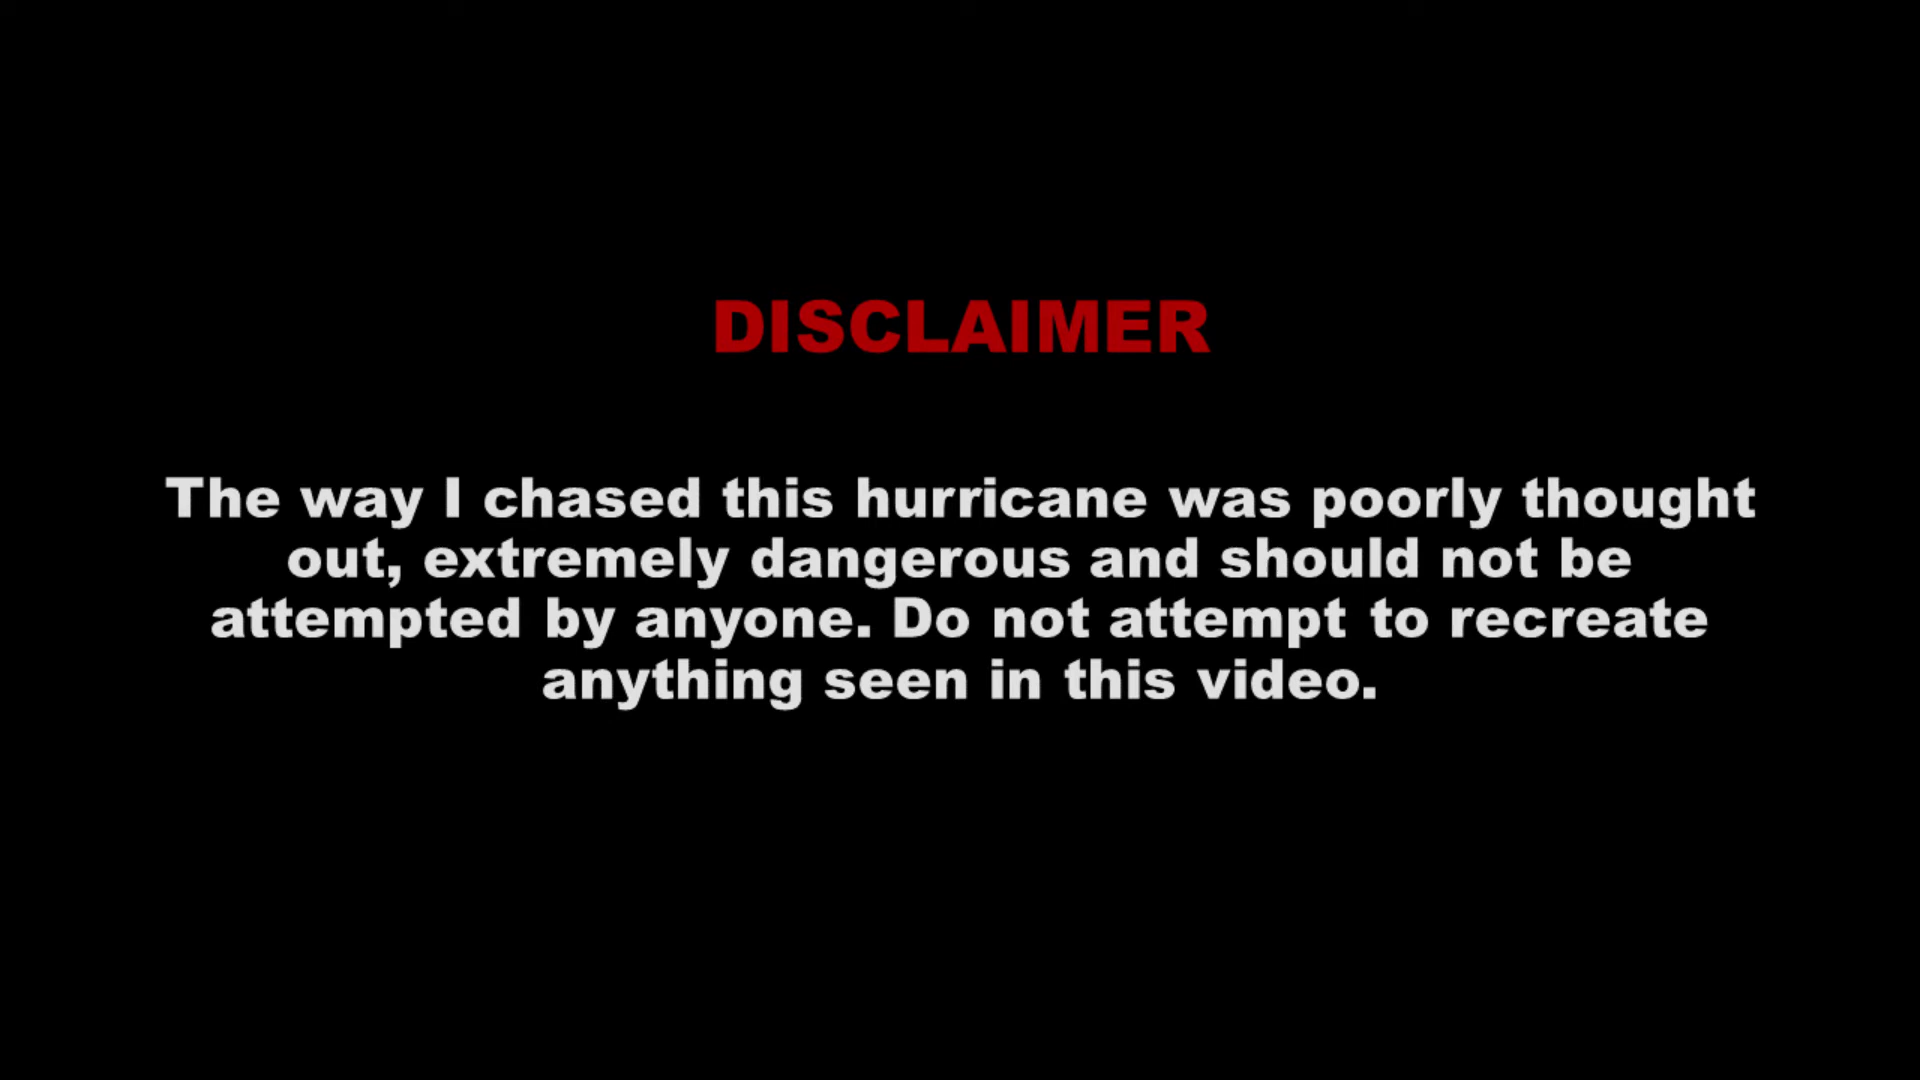 DISCLAIMER
The way I chased this hurricane was poorly thought
out, extremely dangerous and should not be
attempted by anyone. Do not attempt to recreate
anything seen in this video.